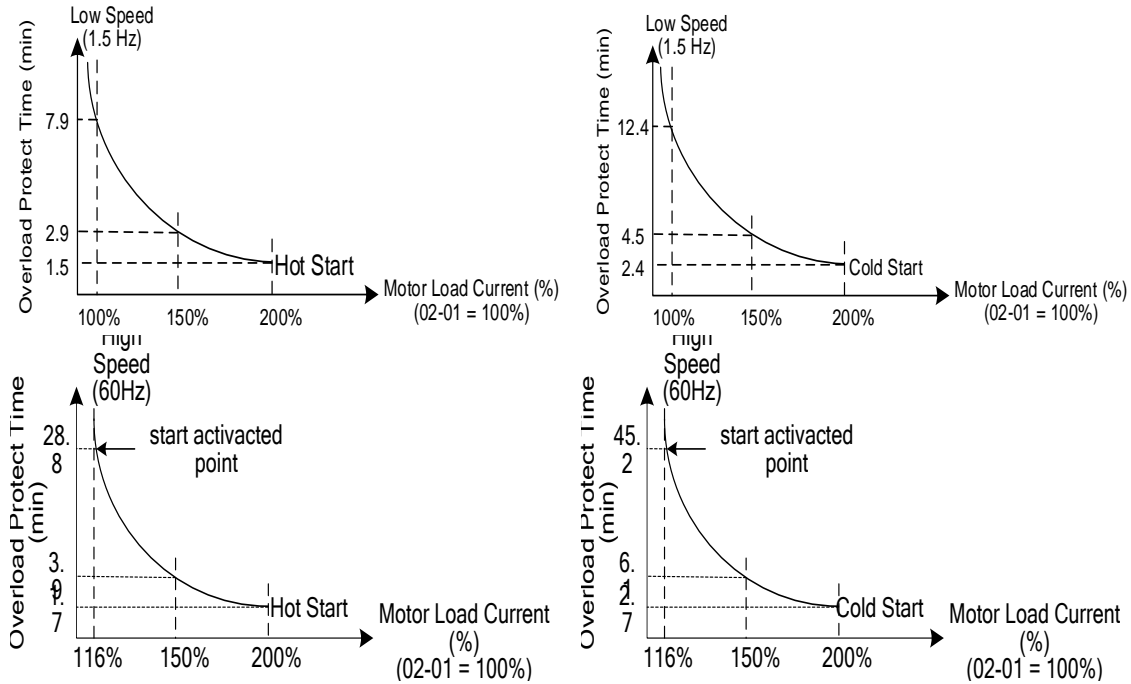 Low Speed
(1.5 Hz)
Overload Protect Time (min)
7.9
2.9
1.5
Hot Start
100%
150%
200%
Motor Load Current (%)
(02-01 = 100%)
Low Speed
(1.5 Hz)
Overload Protect Time (min)
12.4
4.5
2.4
Cold Start
100%
150%
200%
Motor Load Current (%)
(02-01 = 100%)
High
Speed
(60Hz)
Overload Protect Time
(min)
28.
8
start activacted
point
3.
9
1.
7
Hot Start
116%
150%
200%
Motor Load Current
(%)
(02-01 = 100%)
High
Speed
(60Hz)
Overload Protect Time
(min)
45.
2
start activacted
point
6.
1
2.
7
Cold Start
116%
150%
200%
Motor Load Current
(%)
(02-01 = 100%)